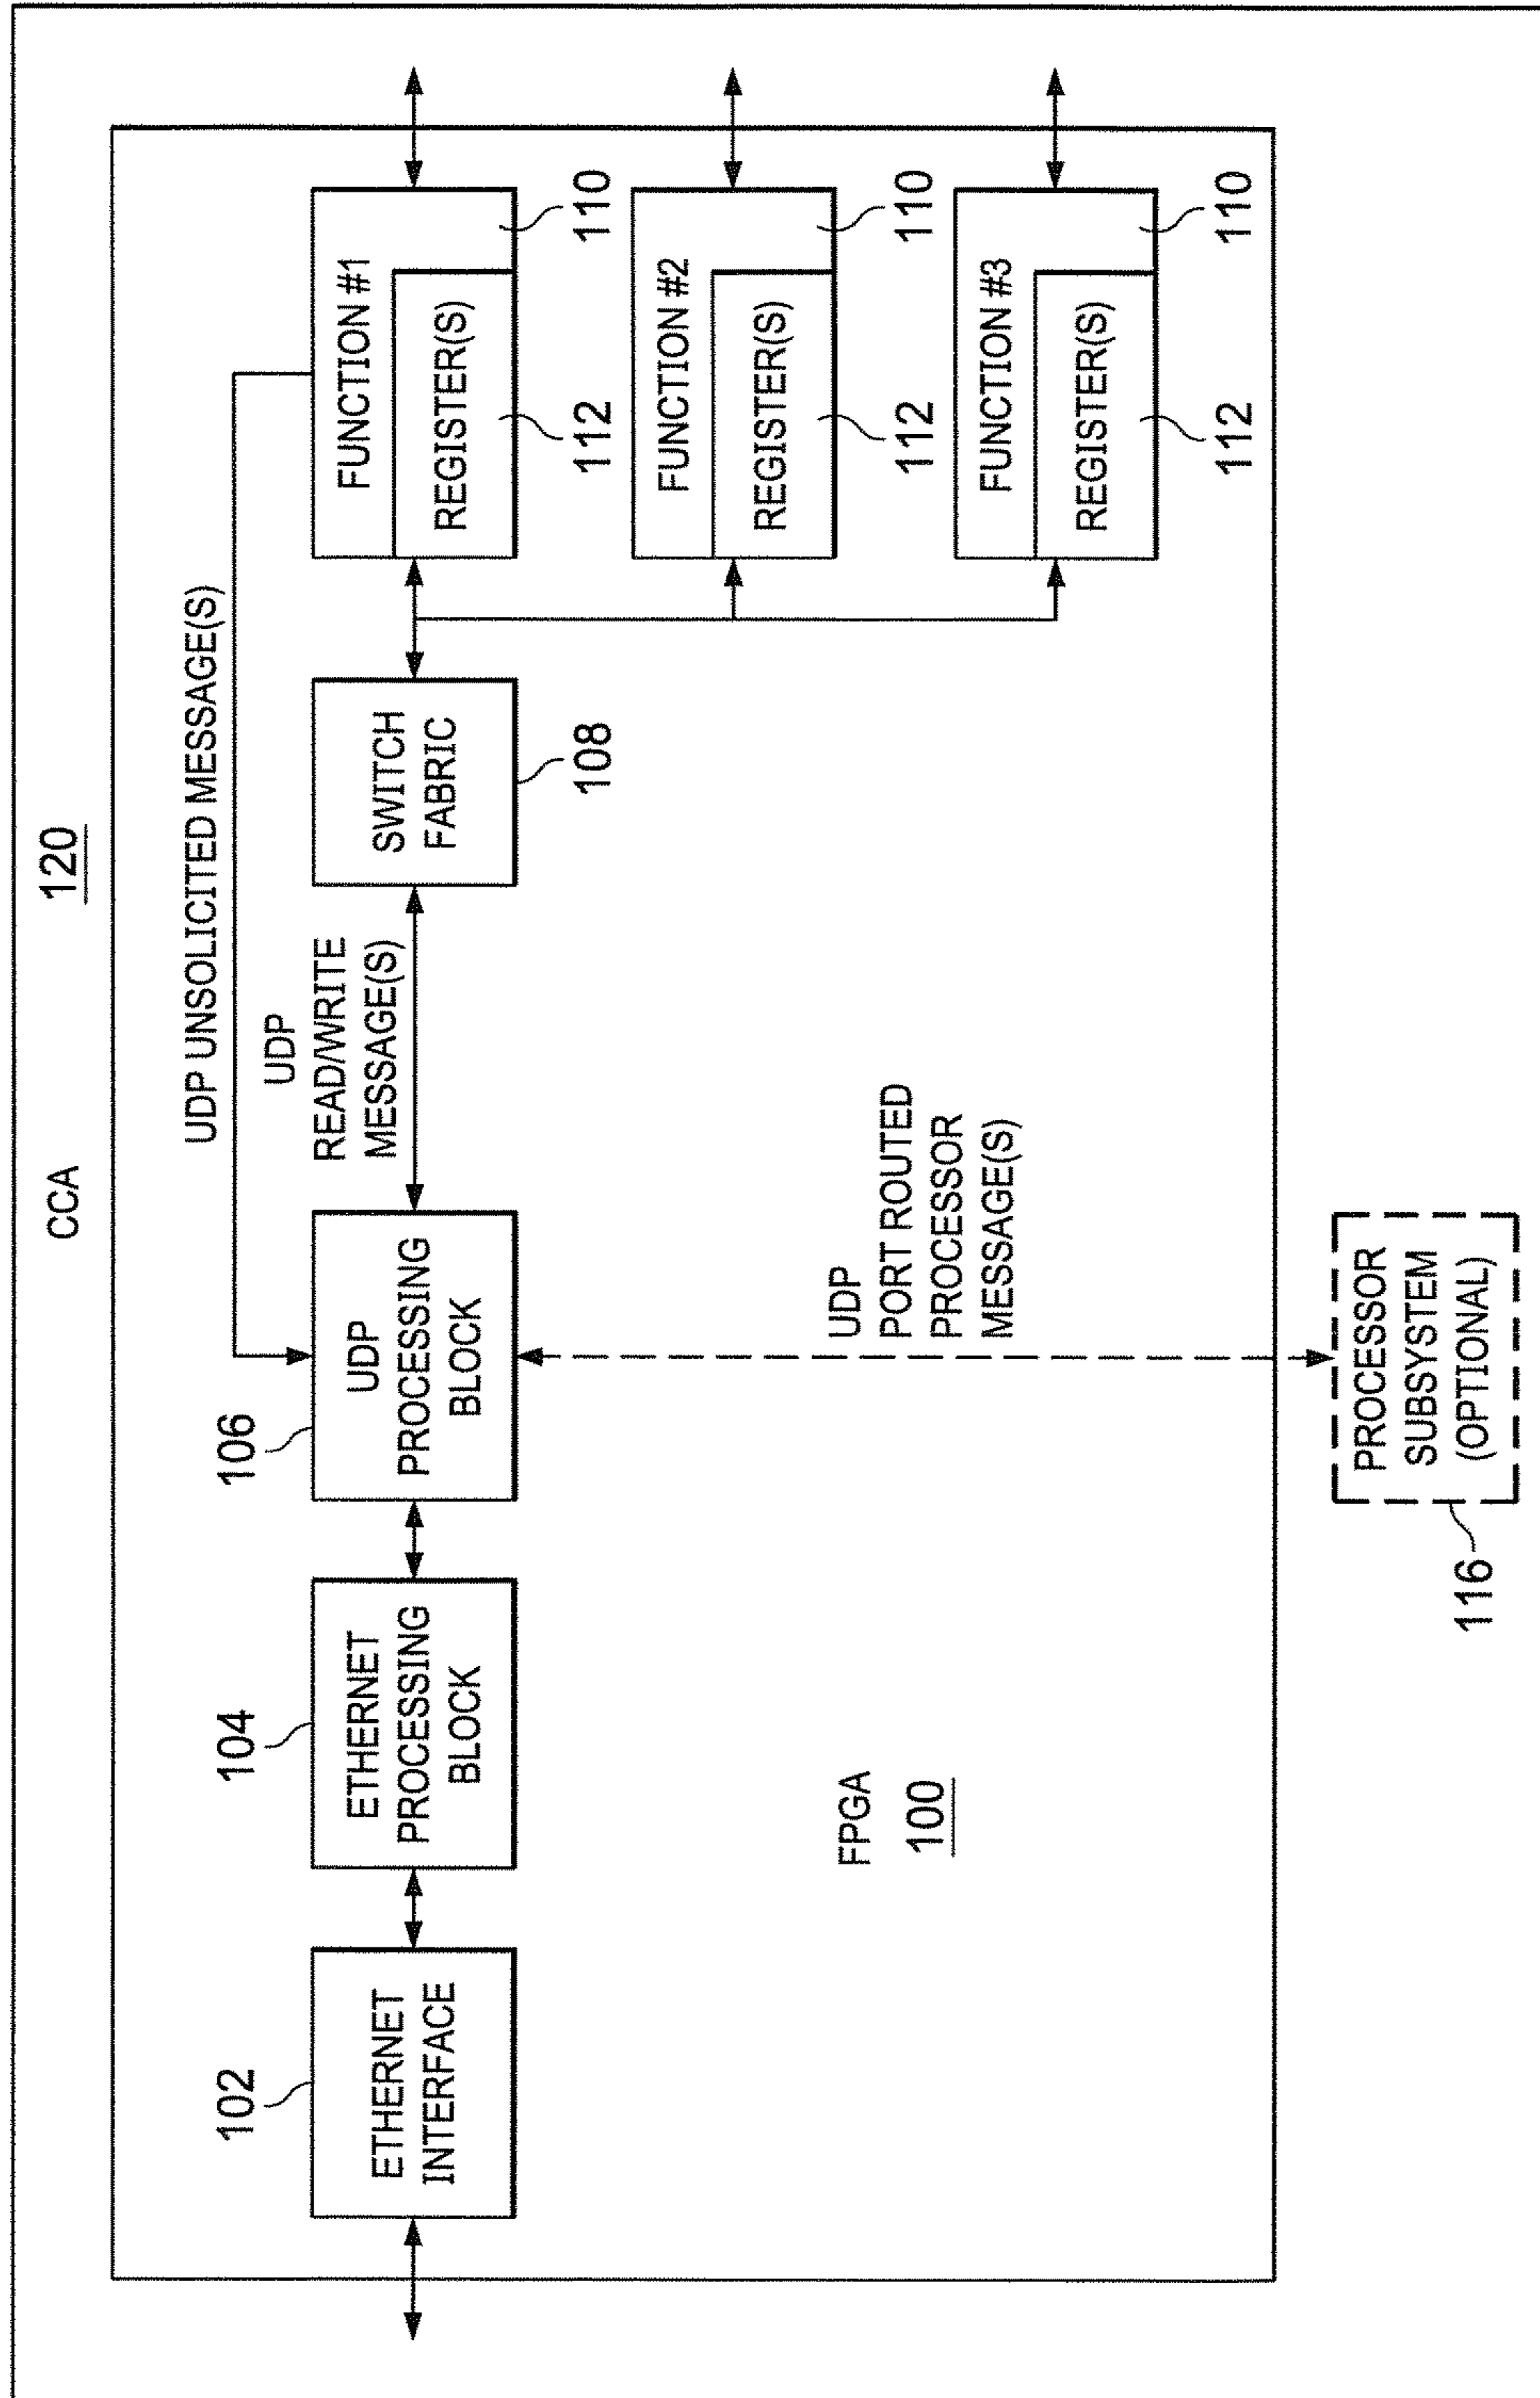 CCA
120
UDP UNSOLICITED MESSAGE(S)
UDP
READ/WRITE
MESSAGE(S)
102
ETHERNET
INTERFACE
104
ETHERNET
PROCESSING
BLOCK
106
UDP
PROCESSING
BLOCK
SWITCH
FABRIC
108
FUNCTION #1
REGISTER(S)
112
110
FUNCTION #2
REGISTER(S)
112
110
FUNCTION #3
REGISTER(S)
112
110
UDP
PORT ROUTED
PROCESSOR
MESSAGE(S)
FPGA
100
PROCESSOR
SUBSYSTEM
(OPTIONAL)
116